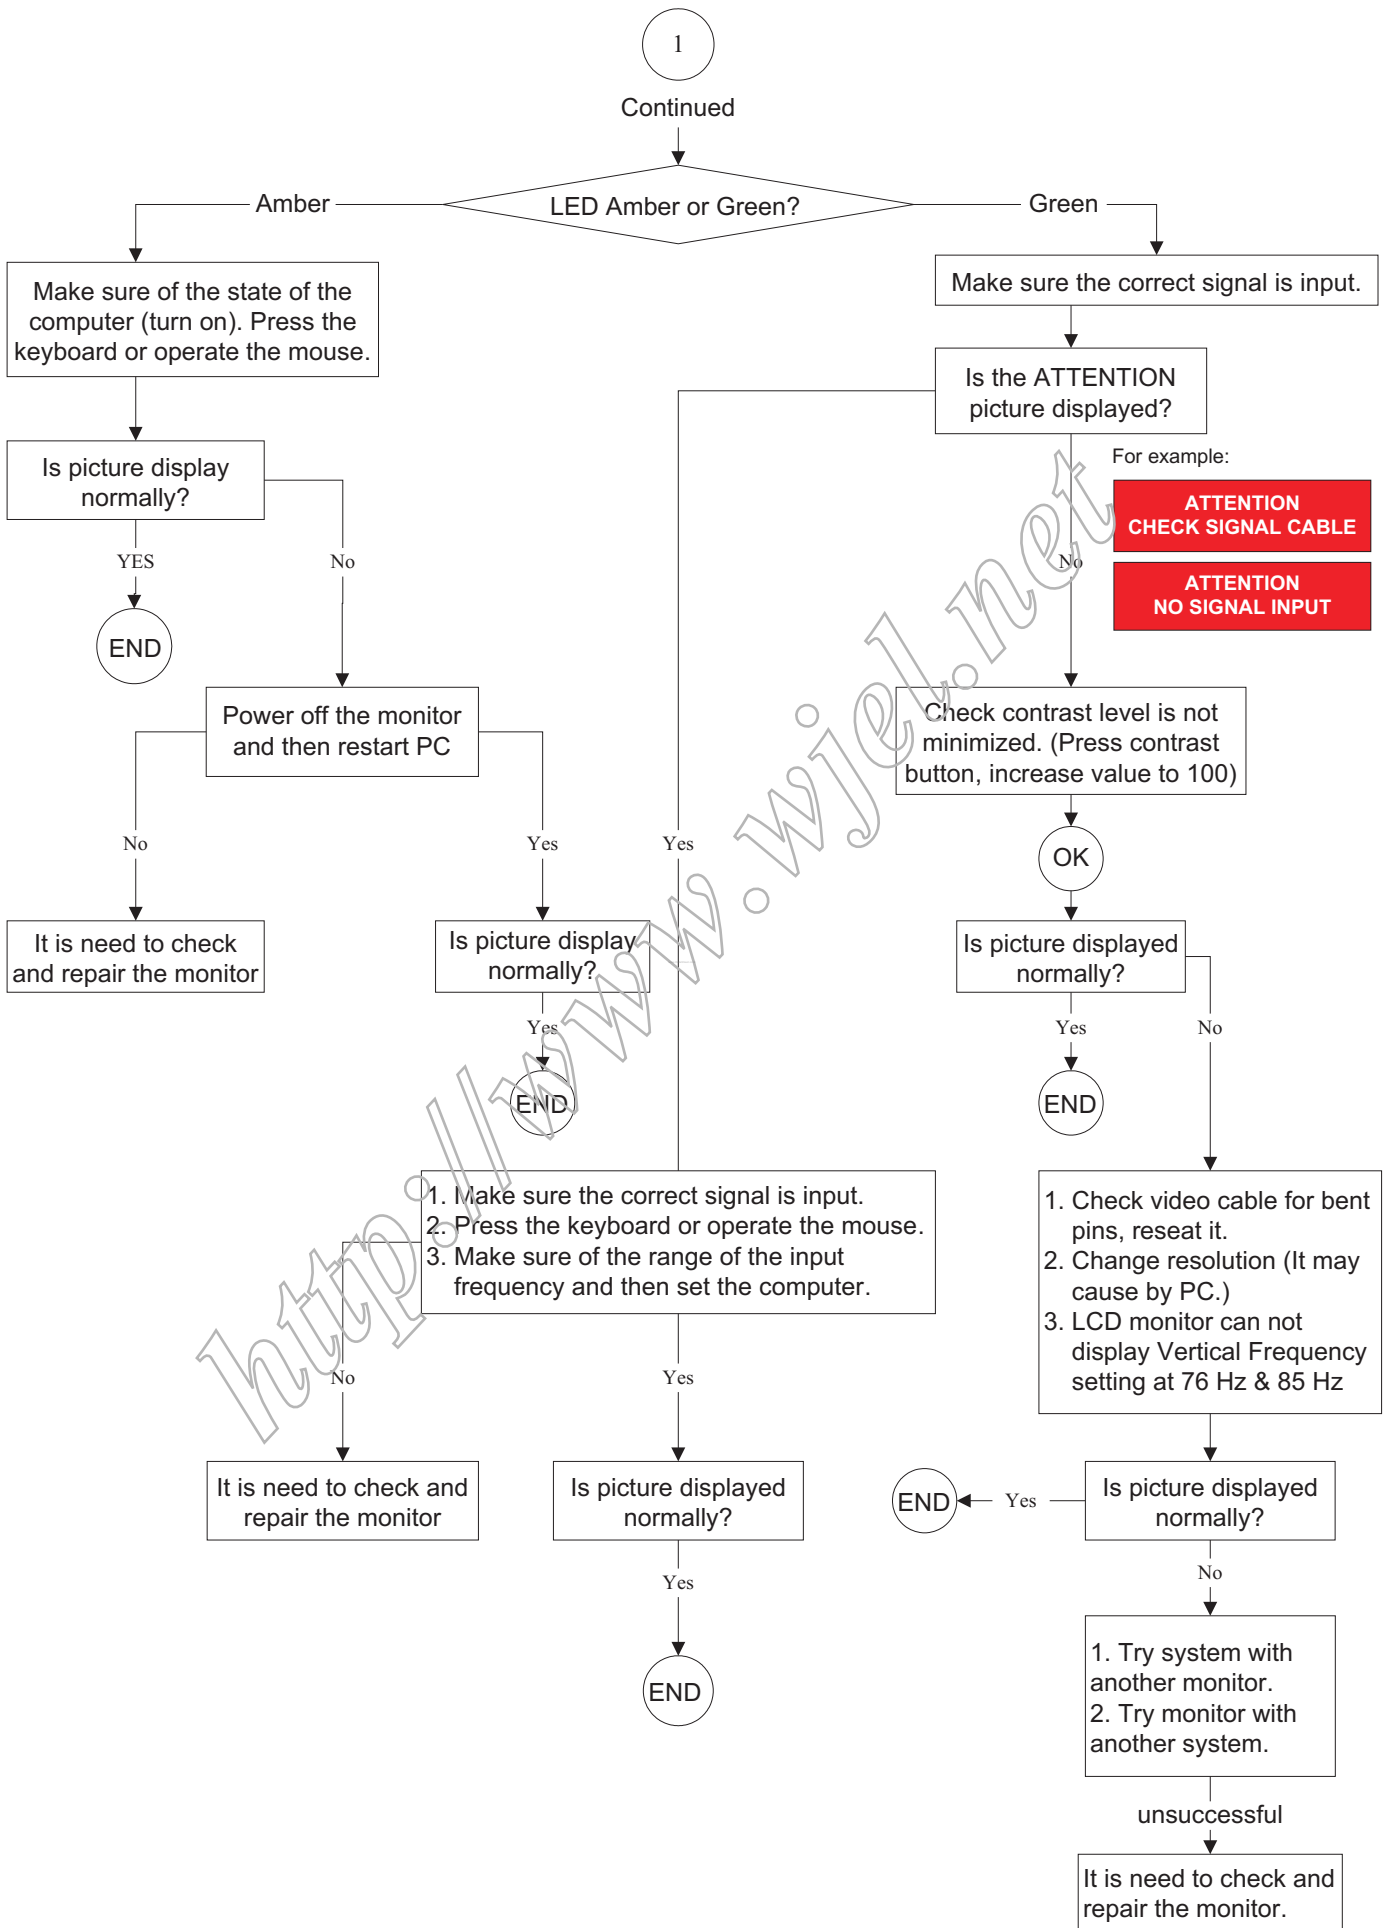 1
Continued
LED Amber or Green?
Amber
Green
Make sure of the state of the
computer (turn on). Press the
keyboard or operate the mouse.
Is picture display
normally?
YES
No
END
Power off the monitor
and then restart PC
No
Yes
It is need to check
and repair the monitor
Is picture display
normally?
Yes
END
Make sure the correct signal is input.
Is the ATTENTION
picture displayed?
For example:
ATTENTION
CHECK SIGNAL CABLE
ATTENTION
NO SIGNAL INPUT
No
Yes
Check contrast level is not
minimized. (Press contrast
button, increase value to 100)
OK
Is picture displayed
normally?
Yes
No
END
1. Make sure the correct signal is input.
2. Press the keyboard or operate the mouse.
3. Make sure of the range of the input
frequency and then set the computer.
No
Yes
It is need to check and
repair the monitor
Is picture displayed
normally?
Yes
END
1. Check video cable for bent
pins, reseat it.
2. Change resolution (It may
cause by PC.)
3. LCD monitor can not
display Vertical Frequency
setting at 76 Hz & 85 Hz
Is picture displayed
normally?
Yes
END
No
1. Try system with
another monitor.
2. Try monitor with
another system.
unsuccessful
It is need to check and
repair the monitor.
http://www.wjel.net